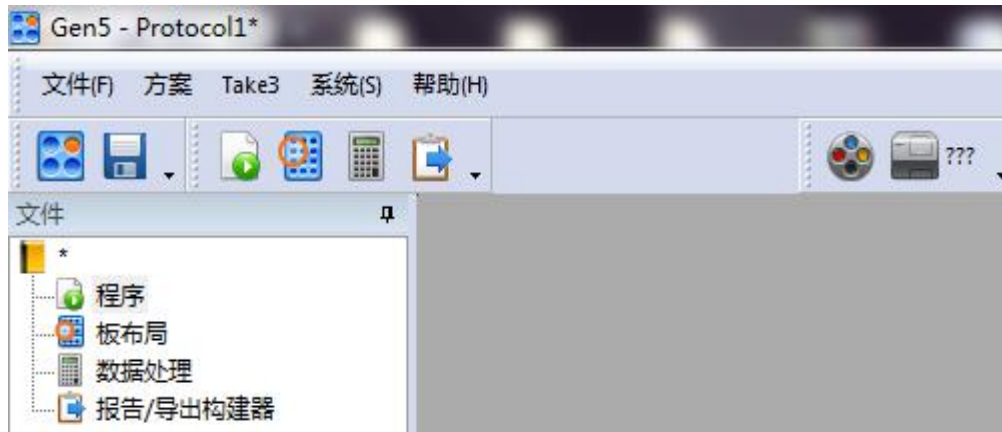 Gen5 - Protocol1*
文件(F) 方案 Take3 系统(S) 帮助(H)
???
文件
*
程序
板布局
数据处理
报告/导出构建器